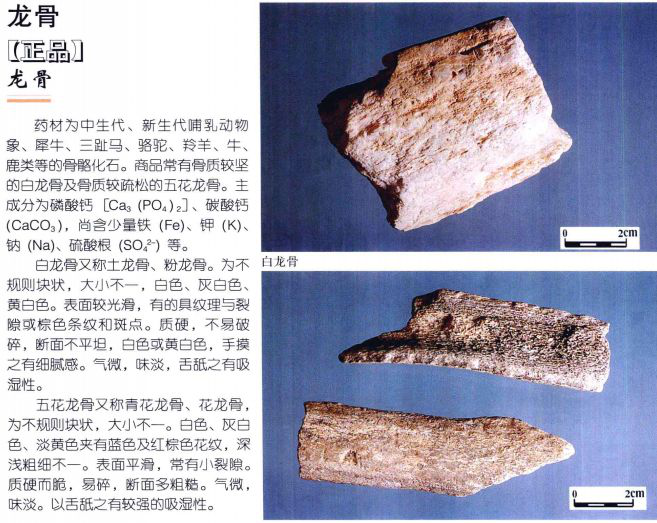 龙骨
【正品】
龙骨
药材为中生代、新生代哺乳动物
象、犀牛、三趾马、骆驼、羚羊、牛、
鹿类等的骨骼化石。商品常有骨质较坚
的白龙骨及骨质较疏松的五花龙骨。主
成分为磷酸钙［Ca₃ (PO₄)₂］、碳酸钙
(CaCO₃)，尚含少量铁 (Fe)、钾 (K)、
钠 (Na)、硫酸根 (SO₄²⁻) 等。
白龙骨又称土龙骨、粉龙骨。为不
规则块状，大小不一，白色、灰白色、
黄白色。表面较光滑，有的具纹理与裂
隙或棕色条纹和斑点。质硬，不易破
碎，断面不平坦，白色或黄白色，手摸
之有细腻感。气微，味淡，舌舐之有吸
湿性。
五花龙骨又称青花龙骨、花龙骨，
为不规则块状，大小不一。白色、灰白
色、淡黄色夹有蓝色及红棕色花纹，深
浅粗细不一。表面平滑，常有小裂隙。
质硬而脆，易碎，断面多粗糙。气微，
味淡。以舌舐之有较强的吸湿性。
0 2cm
白龙骨
0 2cm